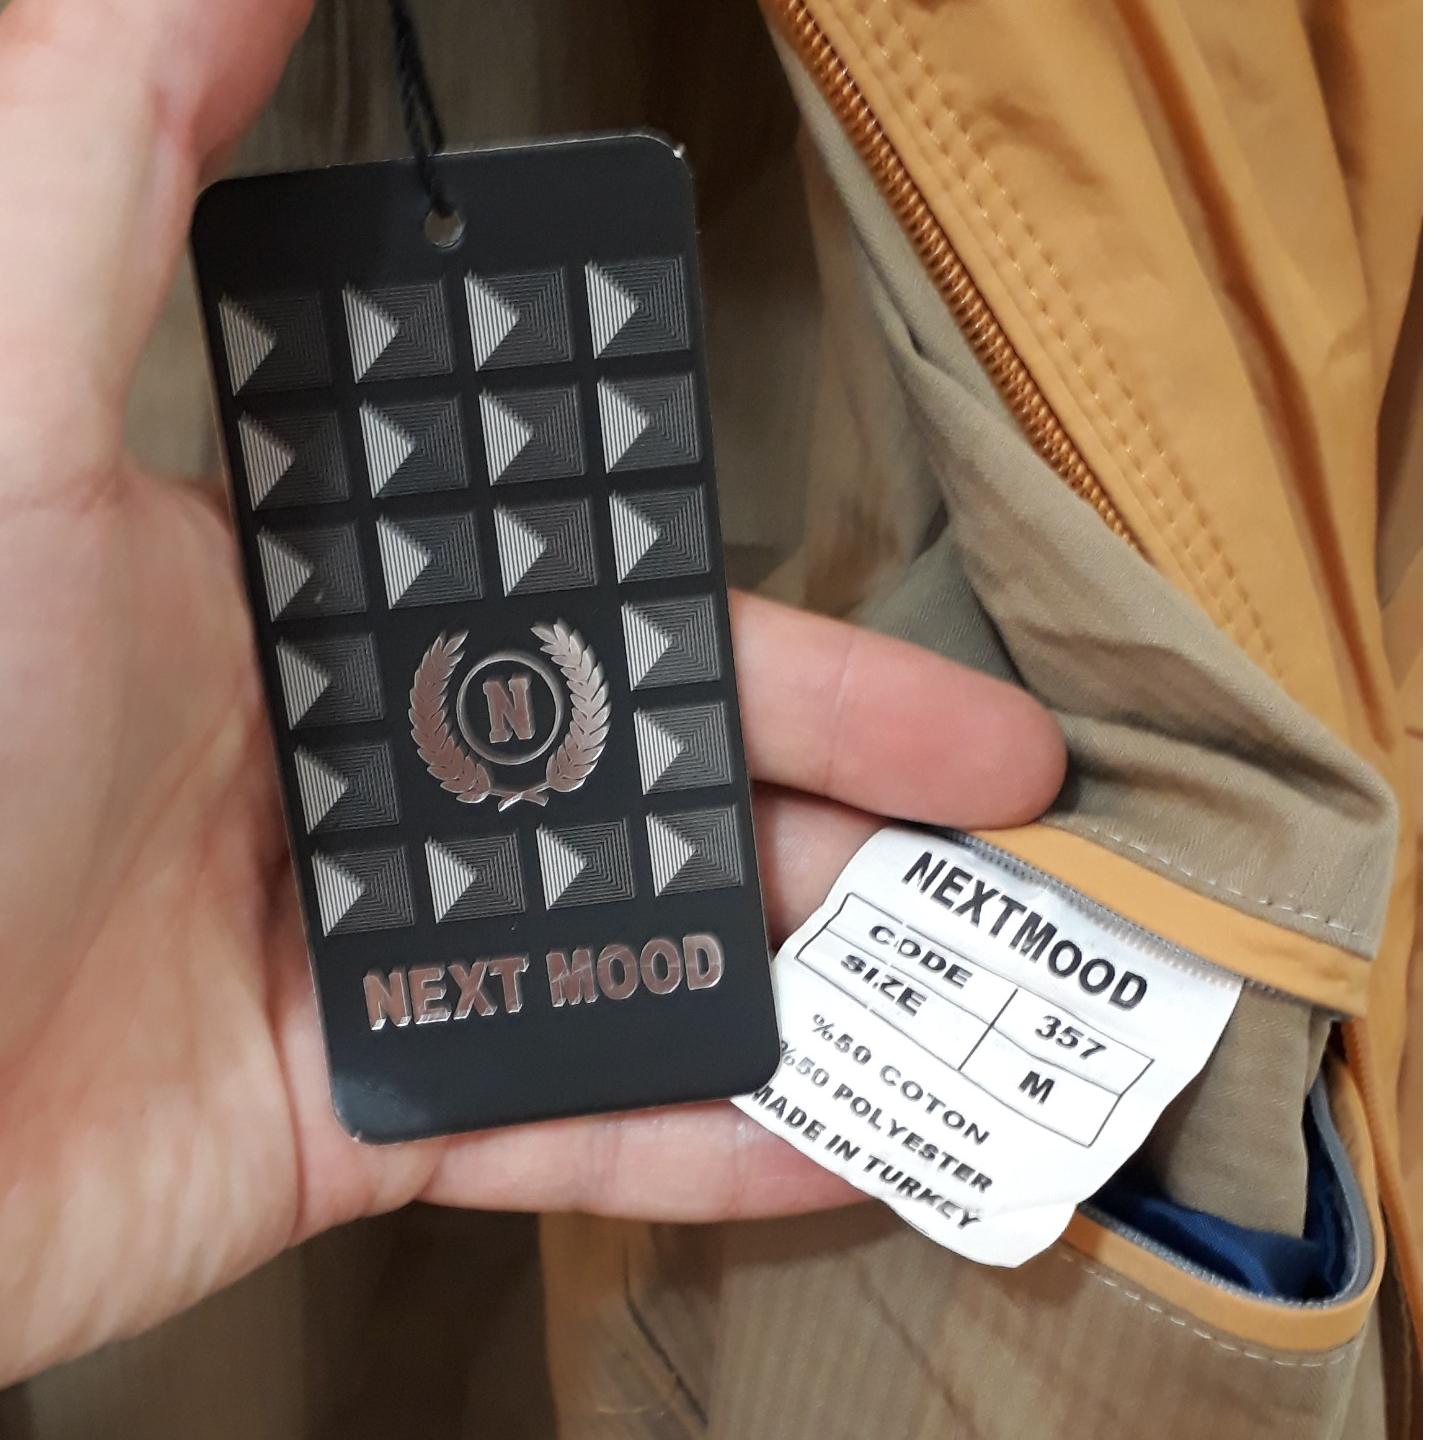 N
NEXT MOOD
NEXTMOOD
CODE 357
SIZE M
%50 COTON
%50 POLYESTER
MADE IN TURKEY